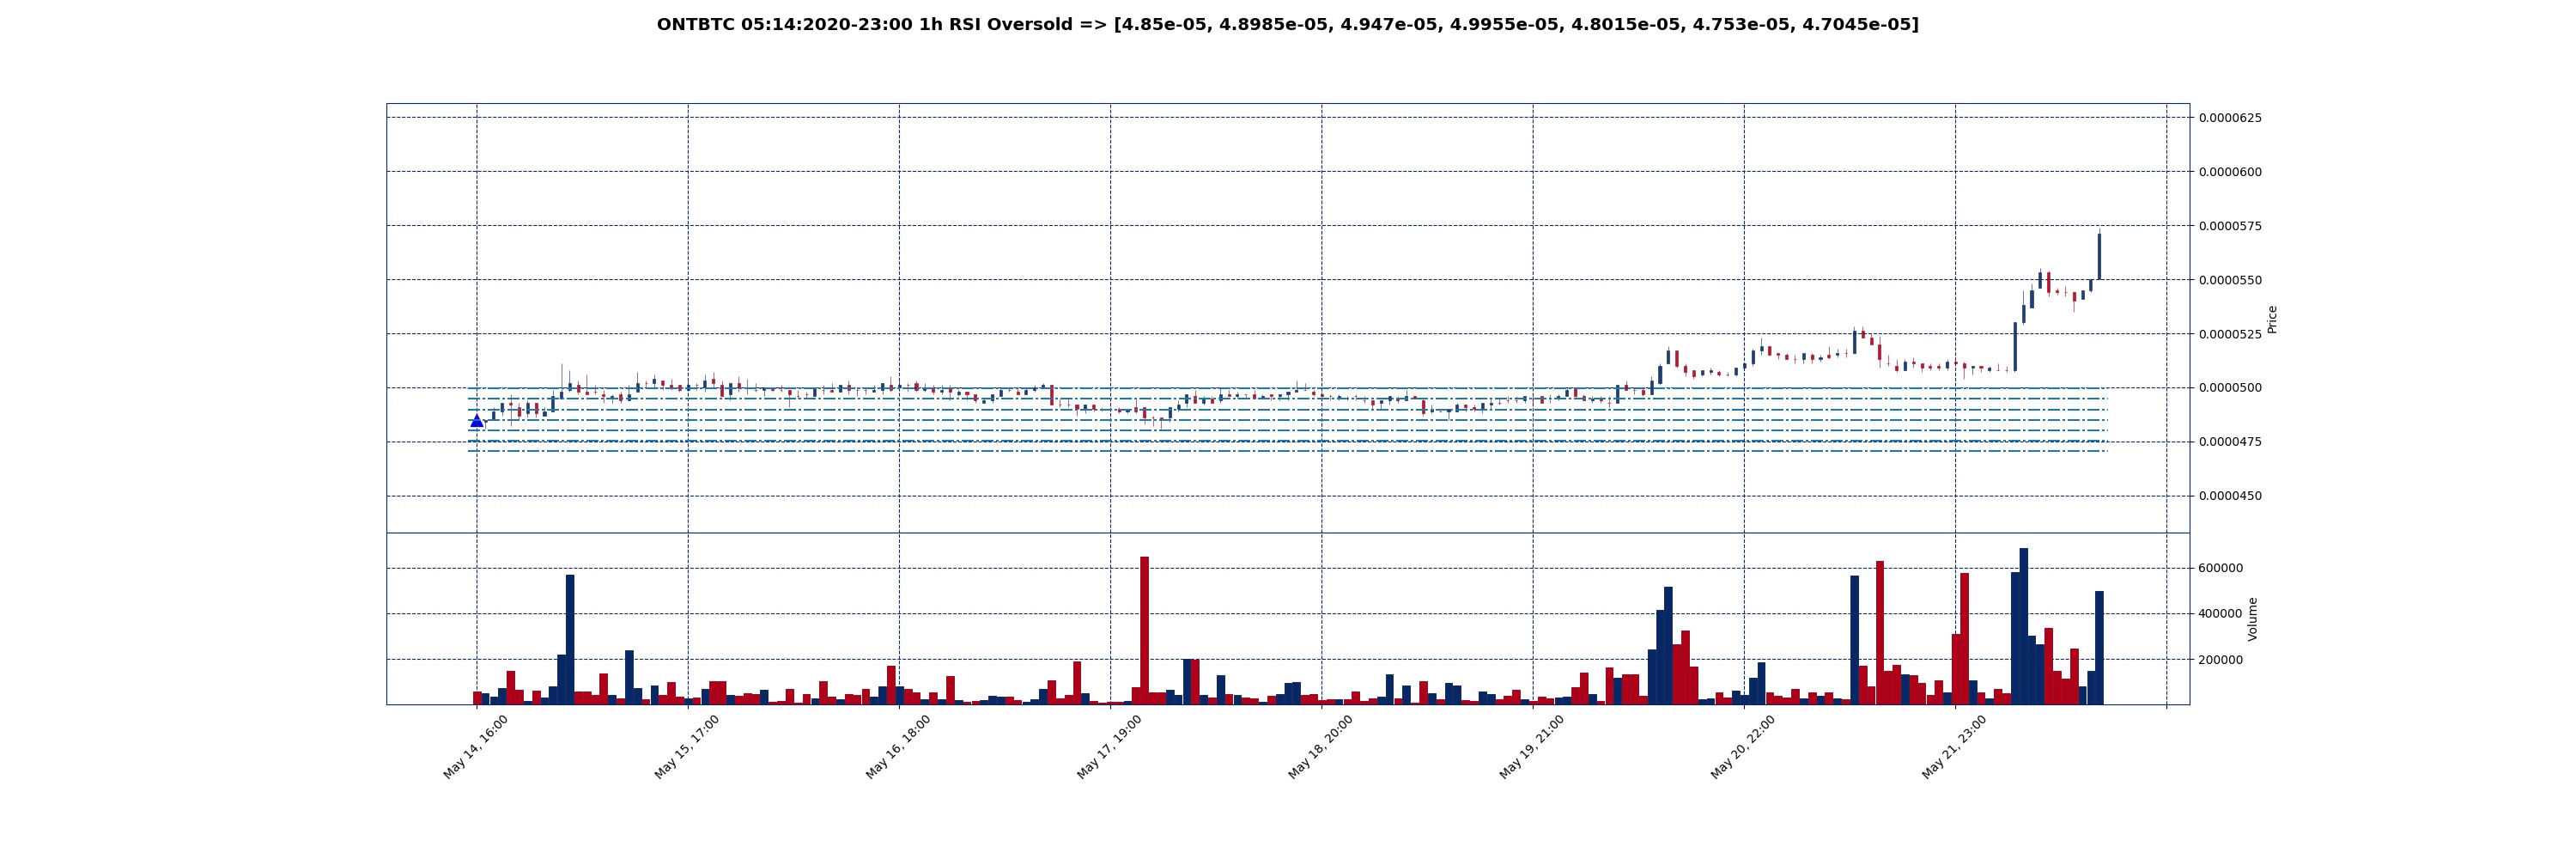 ONTBTC 05:14:2020-23:00 1h RSI Oversold => [4.85e-05, 4.8985e-05, 4.947e-05, 4.9955e-05, 4.8015e-05, 4.753e-05, 4.7045e-05]
0.0000625
0.0000600
0.0000575
0.0000550
0.0000525
0.0000500
0.0000475
0.0000450
Price
600000
400000
200000
Volume
May 14, 16:00
May 15, 17:00
May 16, 18:00
May 17, 19:00
May 18, 20:00
May 19, 21:00
May 20, 22:00
May 21, 23:00